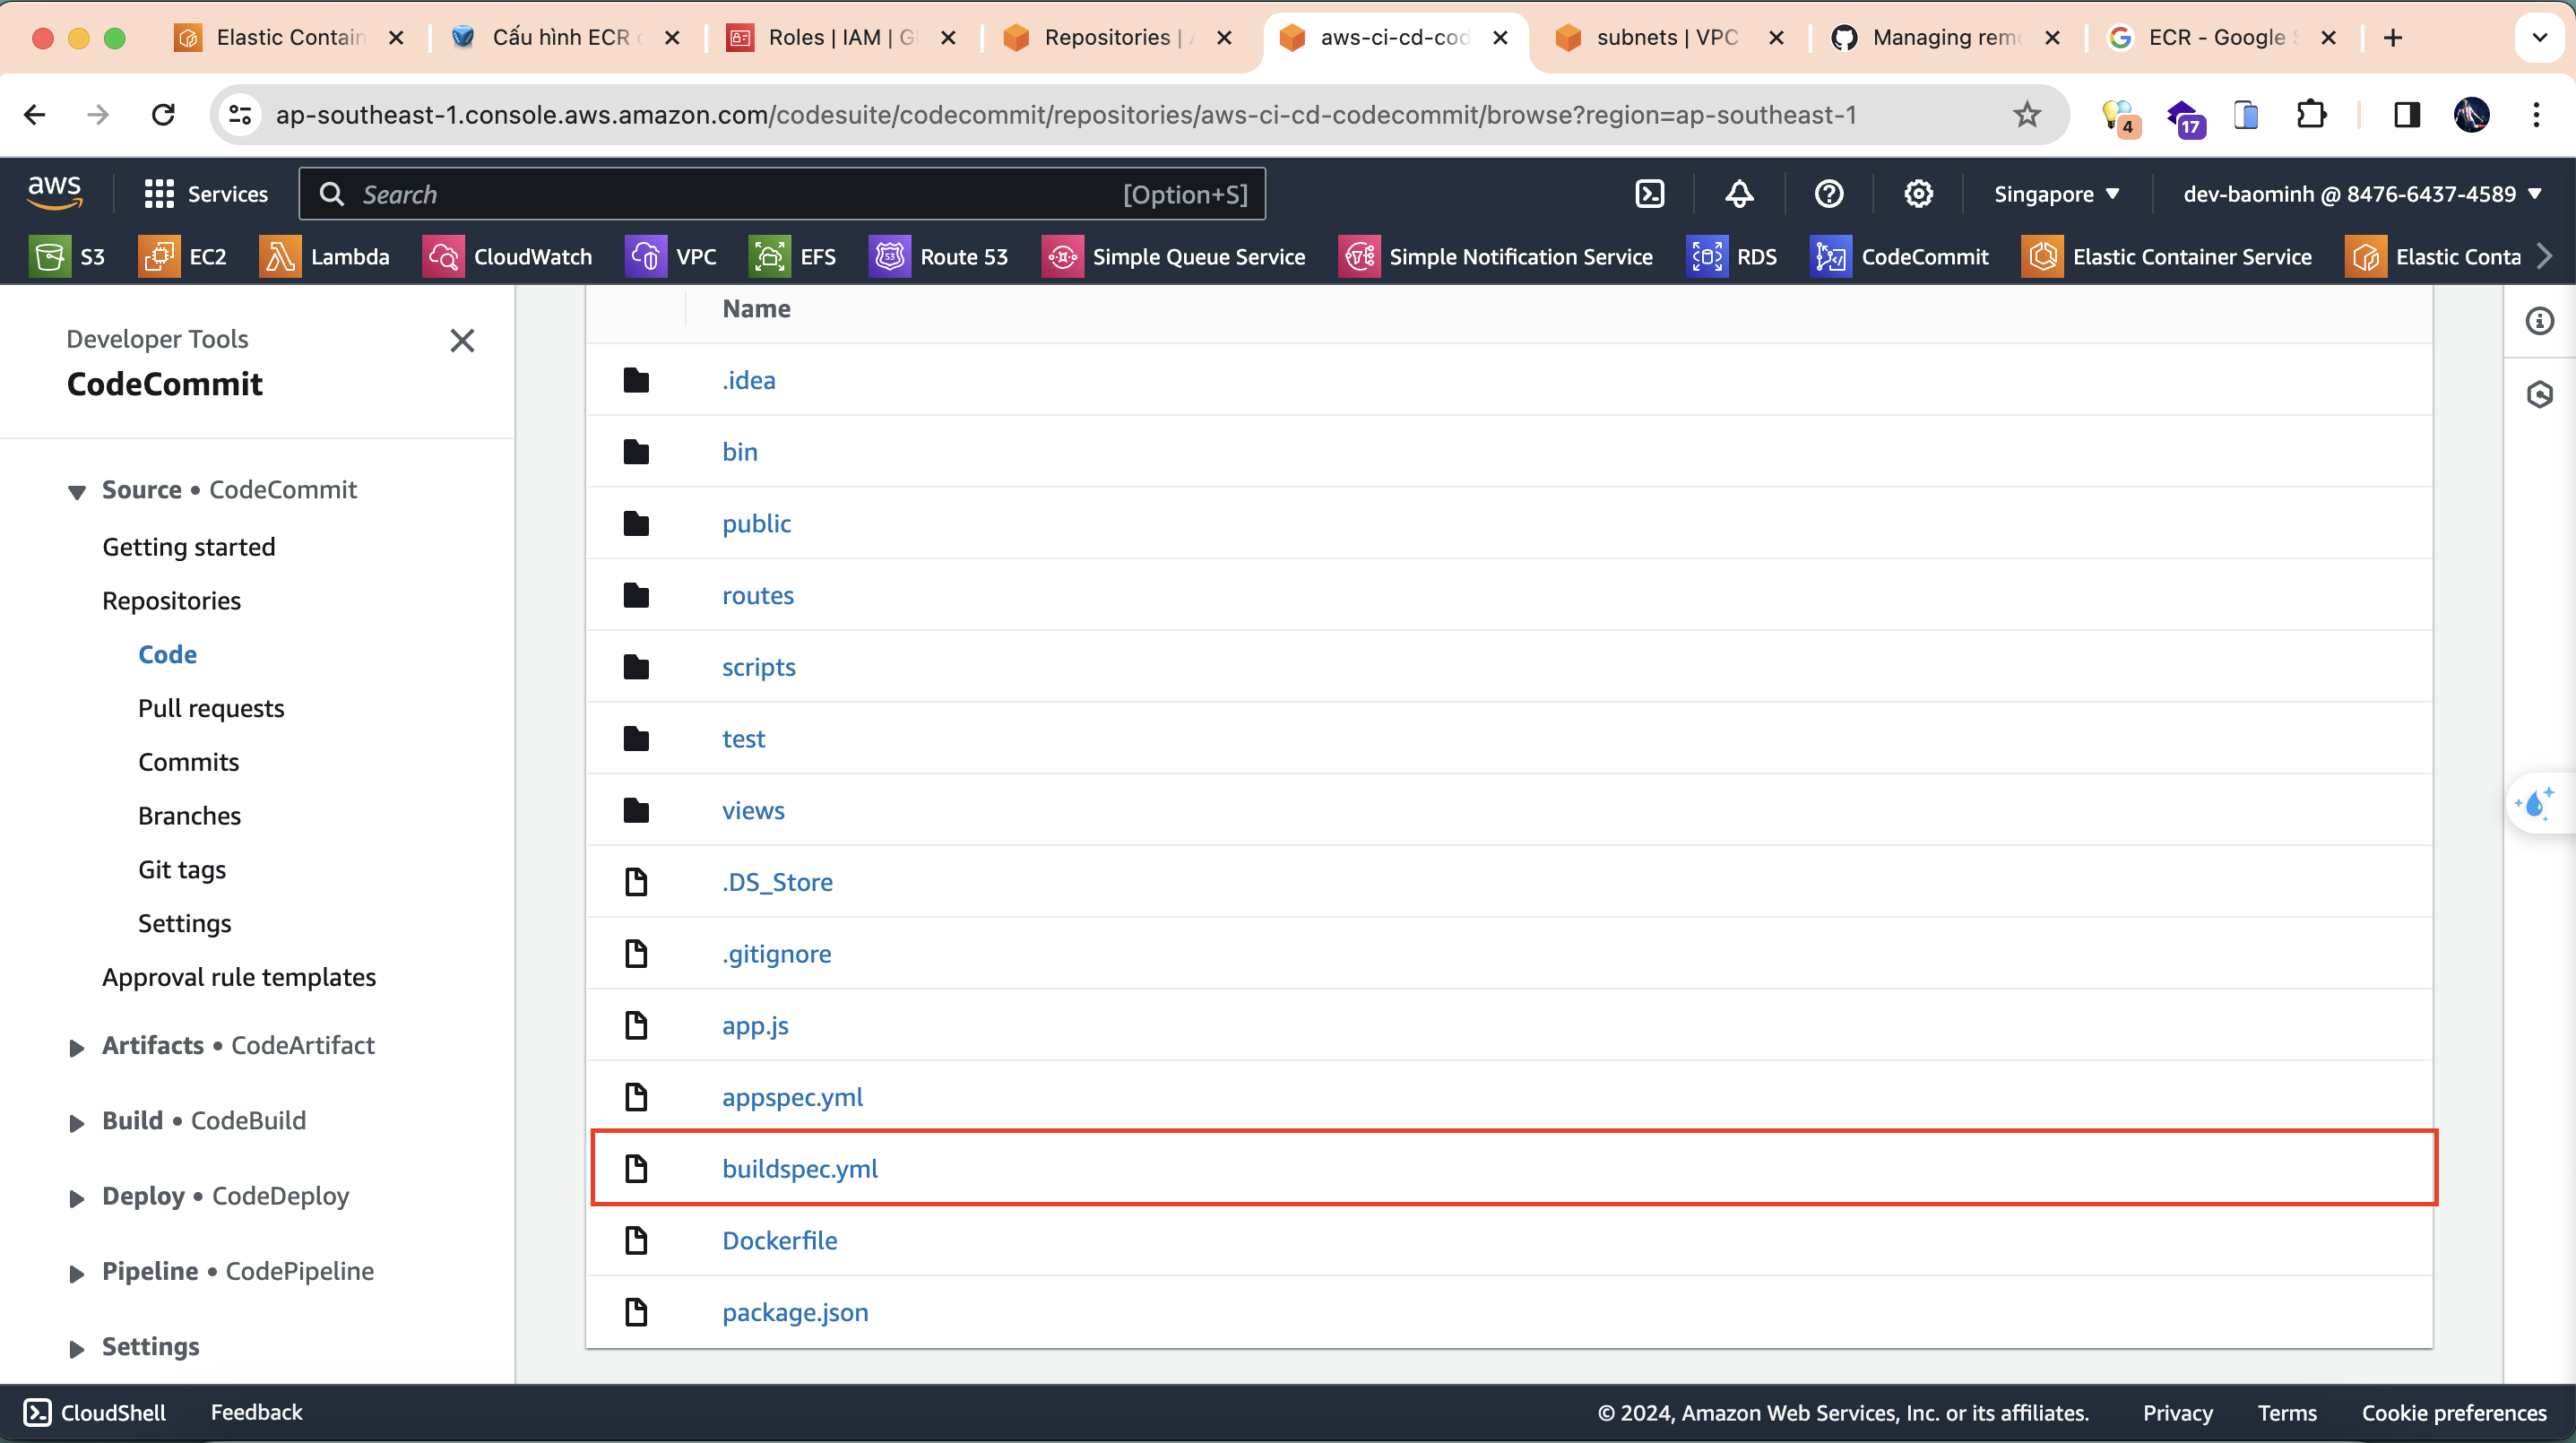 Elastic Contain
Cấu hình ECR
Roles | IAM | Gl
Repositories |
aws-ci-cd-cod
subnets | VPC
Managing remo
ECR - Google S
ap-southeast-1.console.aws.amazon.com/codesuite/codecommit/repositories/aws-ci-cd-codecommit/browse?region=ap-southeast-1
4
17
aws
Services
Search
[Option+S]
Singapore
dev-baominh @ 8476-6437-4589
S3
EC2
Lambda
CloudWatch
VPC
EFS
Route 53
Simple Queue Service
Simple Notification Service
RDS
CodeCommit
Elastic Container Service
Elastic Conta
Developer Tools
CodeCommit
Source • CodeCommit
Getting started
Repositories
Code
Pull requests
Commits
Branches
Git tags
Settings
Approval rule templates
Artifacts • CodeArtifact
Build • CodeBuild
Deploy • CodeDeploy
Pipeline • CodePipeline
Settings
Name
.idea
bin
public
routes
scripts
test
views
.DS_Store
.gitignore
app.js
appspec.yml
buildspec.yml
Dockerfile
package.json
CloudShell
Feedback
© 2024, Amazon Web Services, Inc. or its affiliates.
Privacy
Terms
Cookie preferences